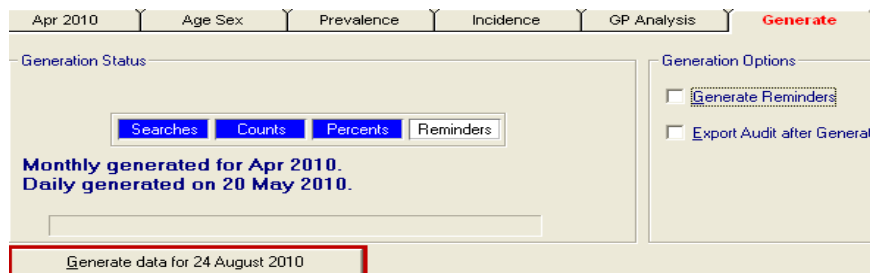 Apr 2010 Age Sex Prevalence Incidence GP Analysis Generate
Generation Status
Generation Options
Generate Reminders
Searches Counts Percents Reminders
Export Audit after Generat
Monthly generated for Apr 2010.
Daily generated on 20 May 2010.
Generate data for 24 August 2010